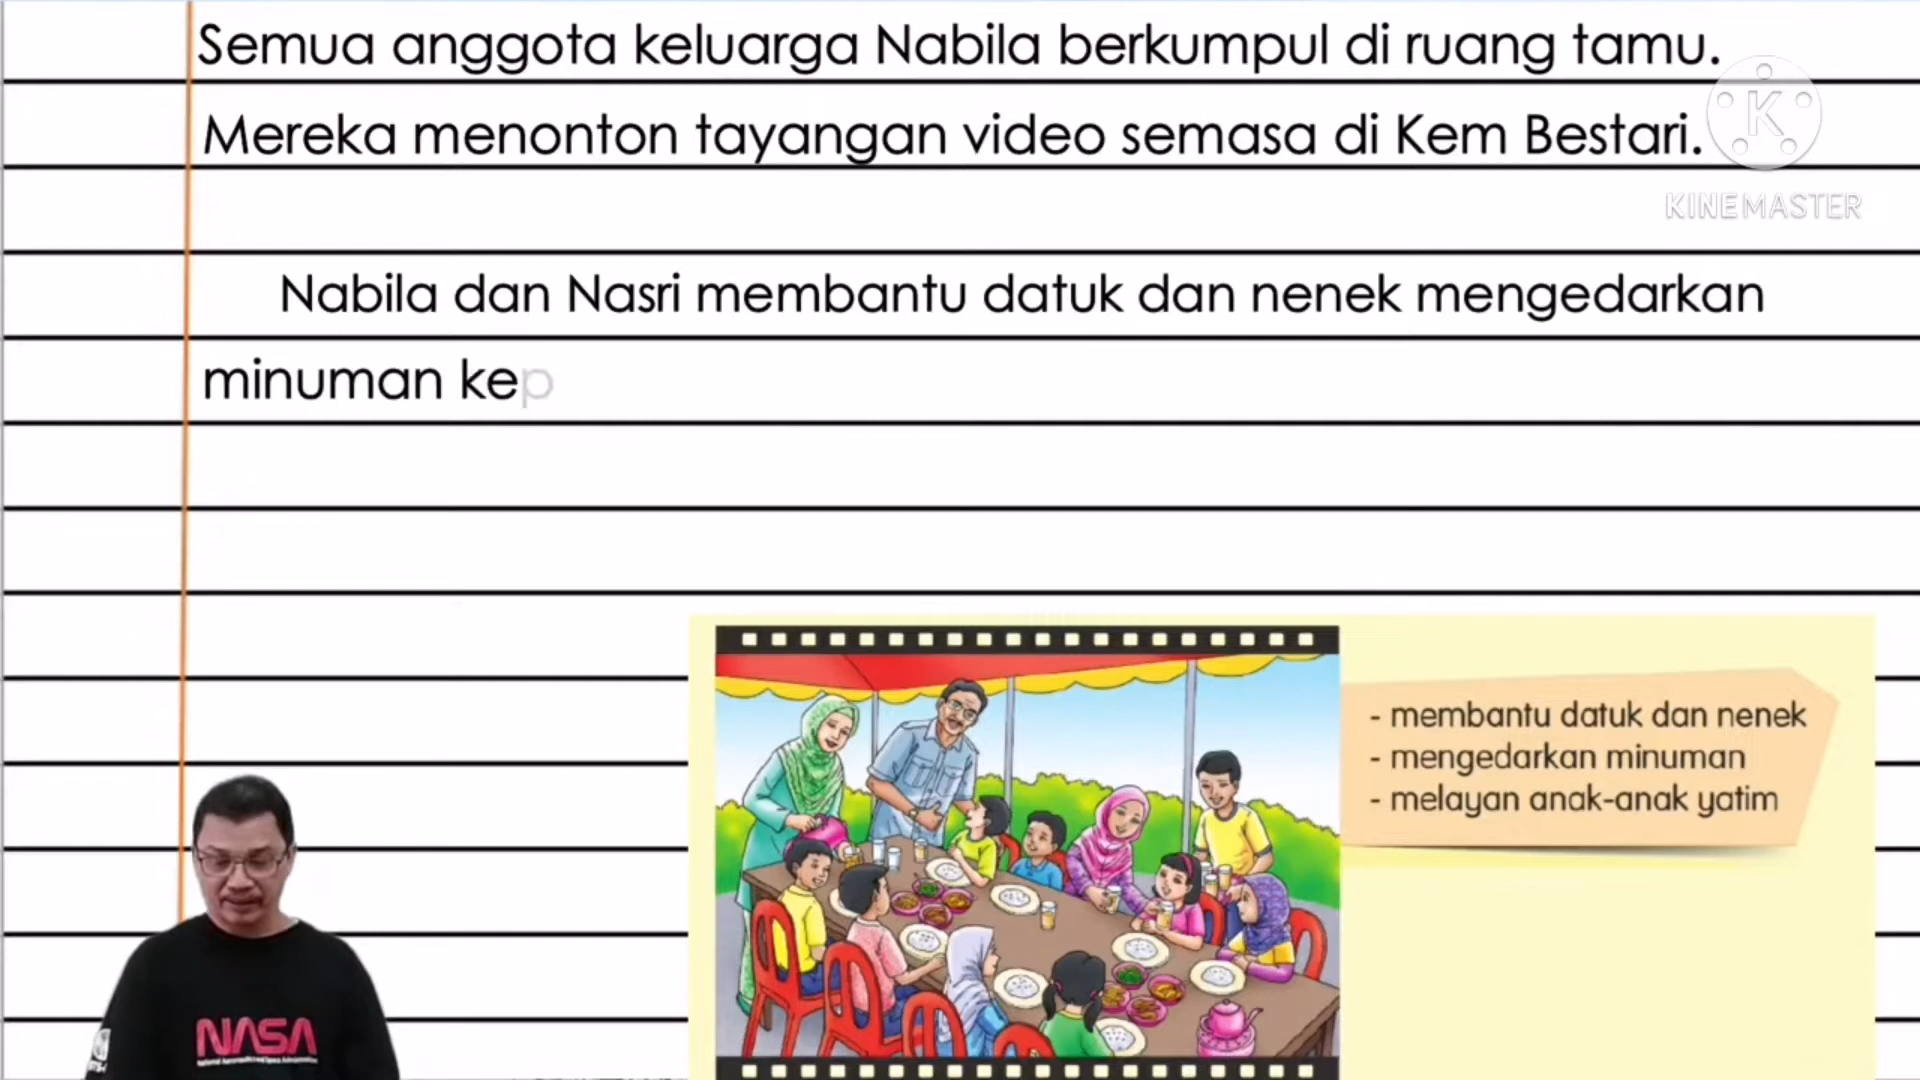 Semua anggota keluarga Nabila berkumpul di ruang tamu.
Mereka menonton tayangan video semasa di Kem Bestari.
KINEMASTER
Nabila dan Nasri membantu datuk dan nenek mengedarkan
minuman kep
- membantu datuk dan nenek
- mengedarkan minuman
- melayan anak-anak yatim
NASA